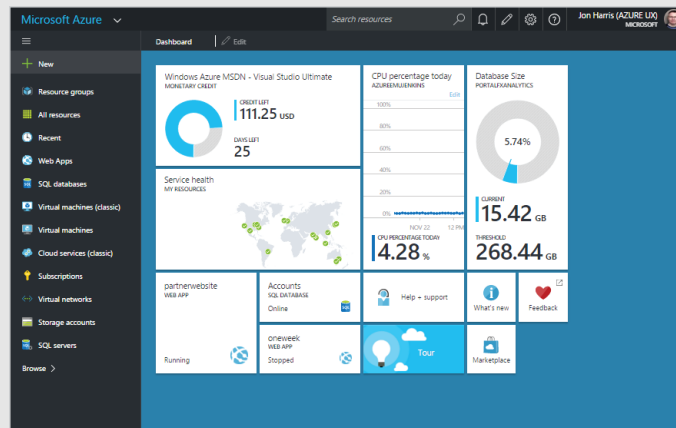 Microsoft Azure
Search resources
Jon Harris (AZURE UX)
MICROSOFT
Dashboard
Edit
New
Resource groups
All resources
Recent
Web Apps
SQL databases
Virtual machines (classic)
Virtual machines
Cloud services (classic)
Subscriptions
Virtual networks
Storage accounts
SQL servers
Browse >
Windows Azure MSDN - Visual Studio Ultimate
MONETARY CREDIT
CREDIT LEFT
111.25 USD
DAYS LEFT
25
CPU percentage today
AZUREEMUJENKINS
Edit
100%
80%
60%
40%
20%
0%
NOV 22 12 PM
CPU PERCENTAGE TODAY
4.28 %
Database Size
PORTALFXANALYTICS
5.74%
CURRENT
15.42 GB
THRESHOLD
268.44 GB
Service health
MY RESOURCES
partnerwebsite
WEB APP
Running
Accounts
SQL DATABASE
Online
SQL
oneweek
WEB APP
Stopped
Help + support
What's new
Feedback
Tour
Marketplace